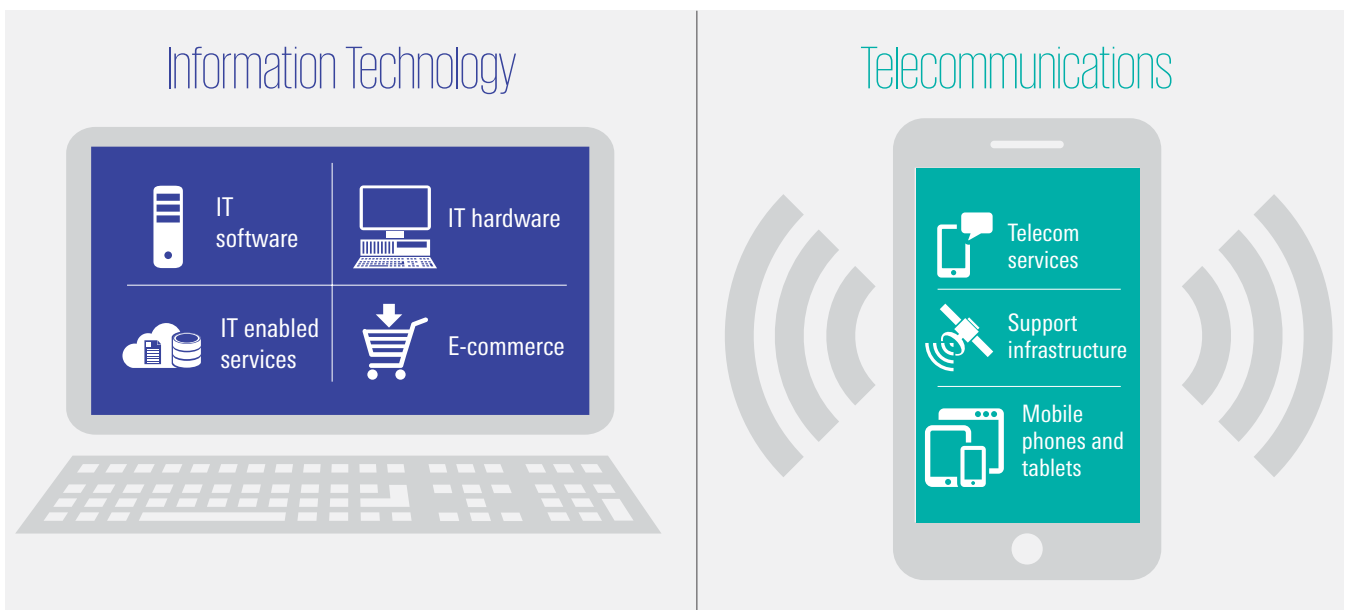 Information Technology
IT
software
IT hardware
IT enabled
services
E-commerce
Telecommunications
Telecom
services
Support
infrastructure
Mobile
phones and
tablets